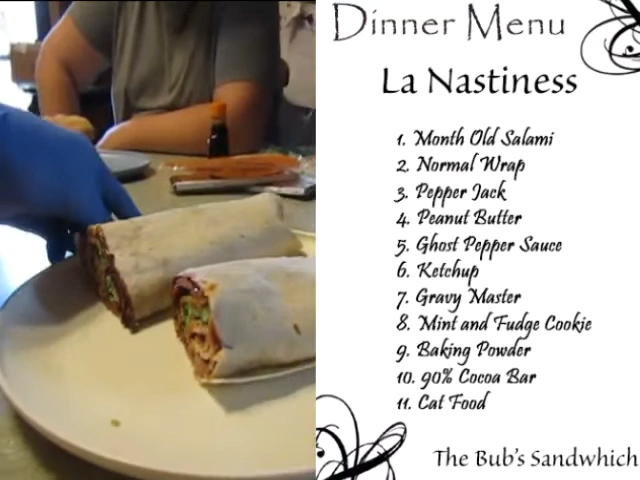 Dinner Menu
La Nastiness
1. Month Old Salami
2. Normal Wrap
3. Pepper Jack
4. Peanut Butter
5. Ghost Pepper Sauce
6. Ketchup
7. Gravy Master
8. Mint and Fudge Cookie
9. Baking Powder
10. 90% Cocoa Bar
11. Cat Food
The Bub's Sandwhich